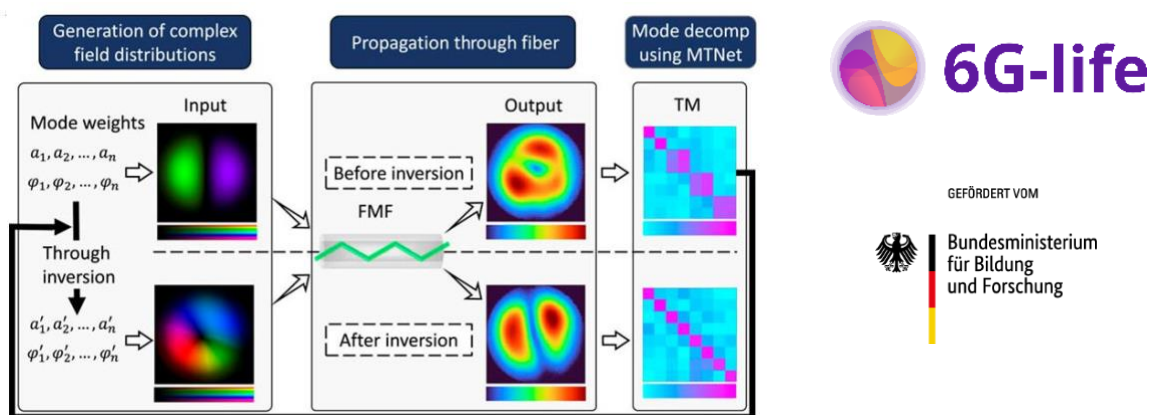 Generation of complex
field distributions
Propagation through fiber
Mode decomp
using MTNet
Input
Mode weights
a₁, a₂, ..., aₙ
φ₁, φ₂, ..., φₙ
Through
inversion
a′₁, a′₂, ..., a′ₙ
φ′₁, φ′₂, ..., φ′ₙ
Output
Before inversion
FMF
After inversion
TM
6G-life
GEFÖRDERT VOM
Bundesministerium
für Bildung
und Forschung